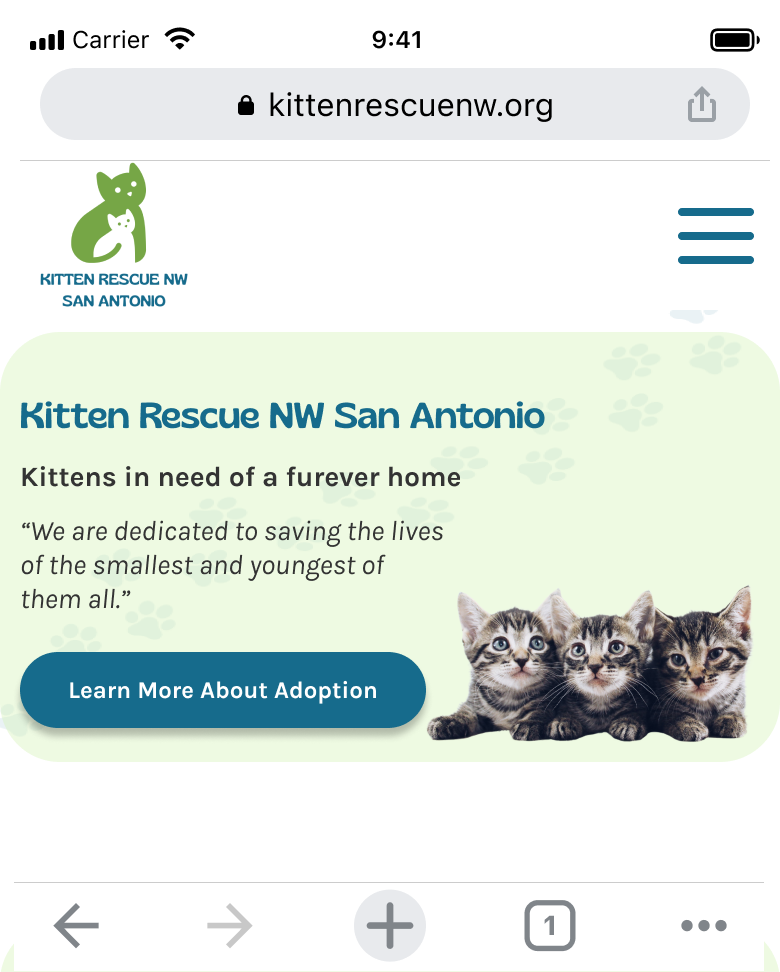 Carrier
9:41
kittenrescuenw.org
KITTEN RESCUE NW
SAN ANTONIO
Kitten Rescue NW San Antonio
Kittens in need of a furever home
“We are dedicated to saving the lives
of the smallest and youngest of
them all.”
Learn More About Adoption
1